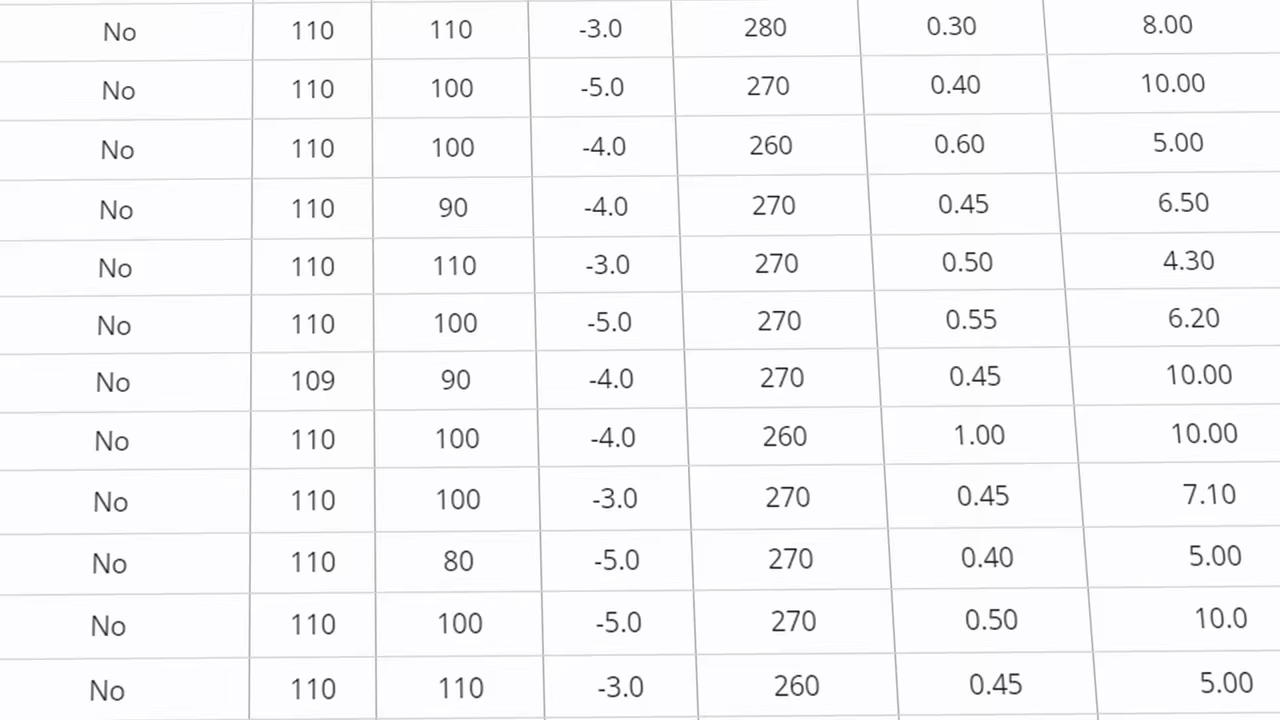 No 110 110 -3.0 280 0.30 8.00
No 110 100 -5.0 270 0.40 10.00
No 110 100 -4.0 260 0.60 5.00
No 110 90 -4.0 270 0.45 6.50
No 110 110 -3.0 270 0.50 4.30
No 110 100 -5.0 270 0.55 6.20
No 109 90 -4.0 270 0.45 10.00
No 110 100 -4.0 260 1.00 10.00
No 110 100 -3.0 270 0.45 7.10
No 110 80 -5.0 270 0.40 5.00
No 110 100 -5.0 270 0.50 10.0
No 110 110 -3.0 260 0.45 5.00